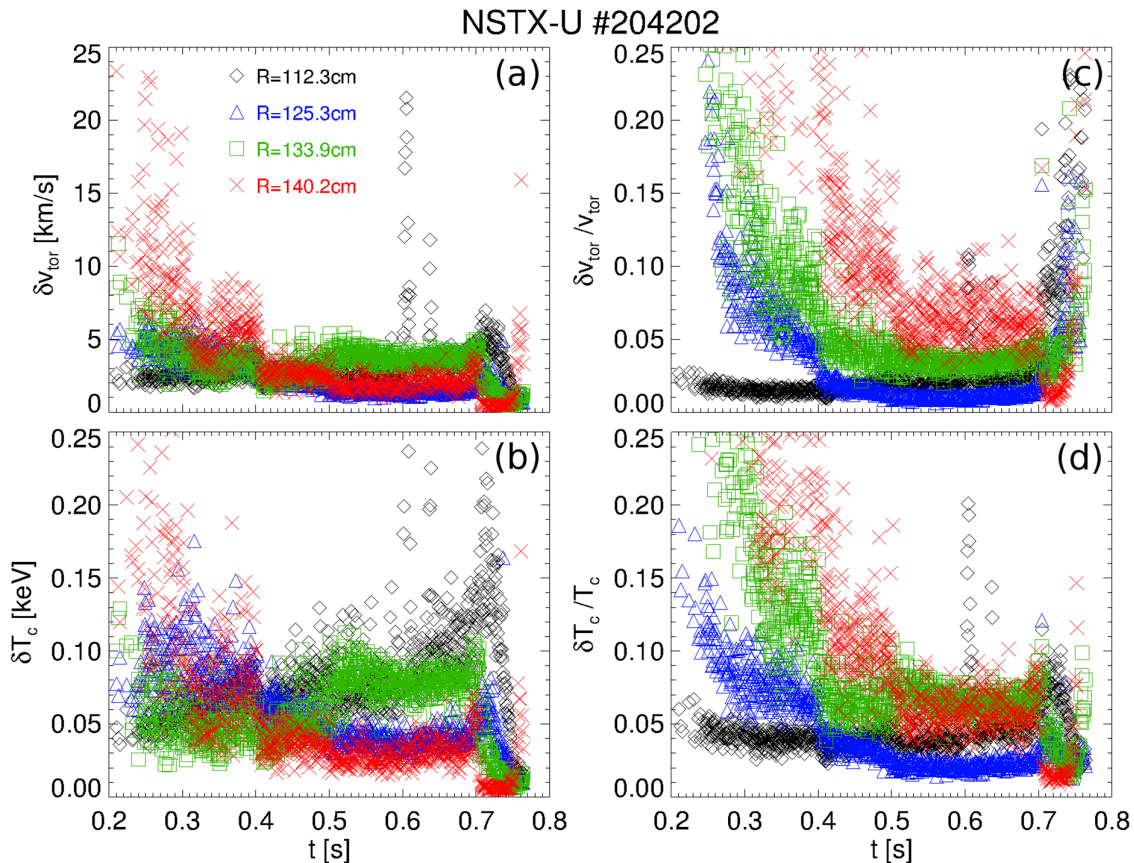 NSTX-U #204202
(a)
25
20
15
10
5
0
δv_tor [km/s]
R=112.3cm
R=125.3cm
R=133.9cm
R=140.2cm
(c)
0.25
0.20
0.15
0.10
0.05
0.00
δv_tor /v_tor
(b)
0.25
0.20
0.15
0.10
0.05
0.00
δT_c [keV]
0.2 0.3 0.4 0.5 0.6 0.7 0.8
t [s]
(d)
0.25
0.20
0.15
0.10
0.05
0.00
δT_c /T_c
0.2 0.3 0.4 0.5 0.6 0.7 0.8
t [s]